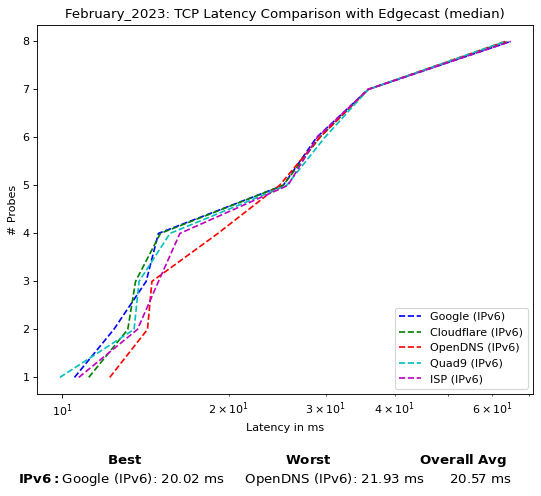 February_2023: TCP Latency Comparison with Edgecast (median)
8
7
6
5
4
3
2
1
# Probes
Google (IPv6)
Cloudflare (IPv6)
OpenDNS (IPv6)
Quad9 (IPv6)
ISP (IPv6)
10¹ 2 × 10¹ 3 × 10¹ 4 × 10¹ 6 × 10¹
Latency in ms
Best Worst Overall Avg
IPv6: Google (IPv6): 20.02 ms OpenDNS (IPv6): 21.93 ms 20.57 ms